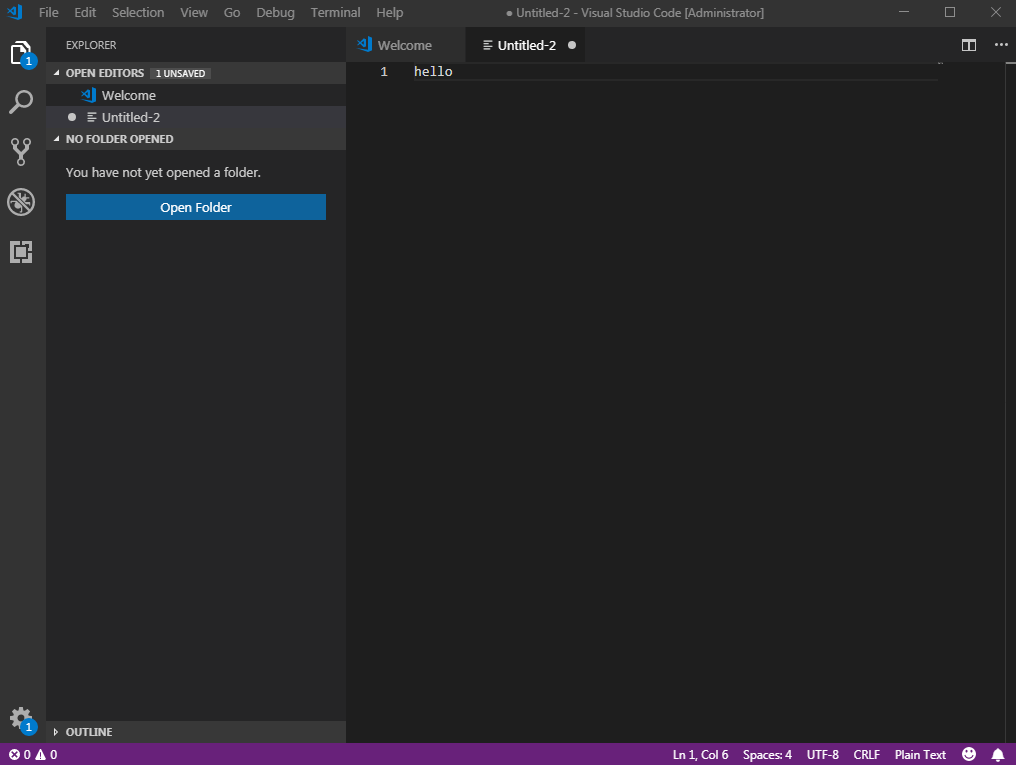 File Edit Selection View Go Debug Terminal Help ● Untitled-2 - Visual Studio Code [Administrator]
EXPLORER
Welcome
Untitled-2 ●
1
OPEN EDITORS 1 UNSAVED
Welcome
● Untitled-2
NO FOLDER OPENED
You have not yet opened a folder.
Open Folder
1 hello
OUTLINE
1
0 0
Ln 1, Col 6 Spaces: 4 UTF-8 CRLF Plain Text